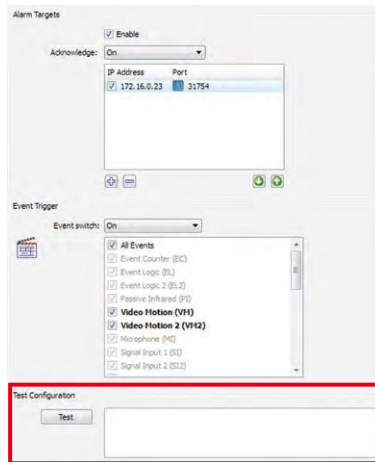 Alarm Targets
Enable
Acknowledge: On
IP Address Port
172.16.0.23 31754
Event Trigger
Event switch: On
All Events
Event Counter (EC)
Event Logic (EL)
Event Logic 2 (EL2)
Passive Infrared (PI)
Video Motion (VM)
Video Motion 2 (VM2)
Microphone (MI)
Signal Input 1 (SI)
Signal Input 2 (SI2)
Test Configuration
Test